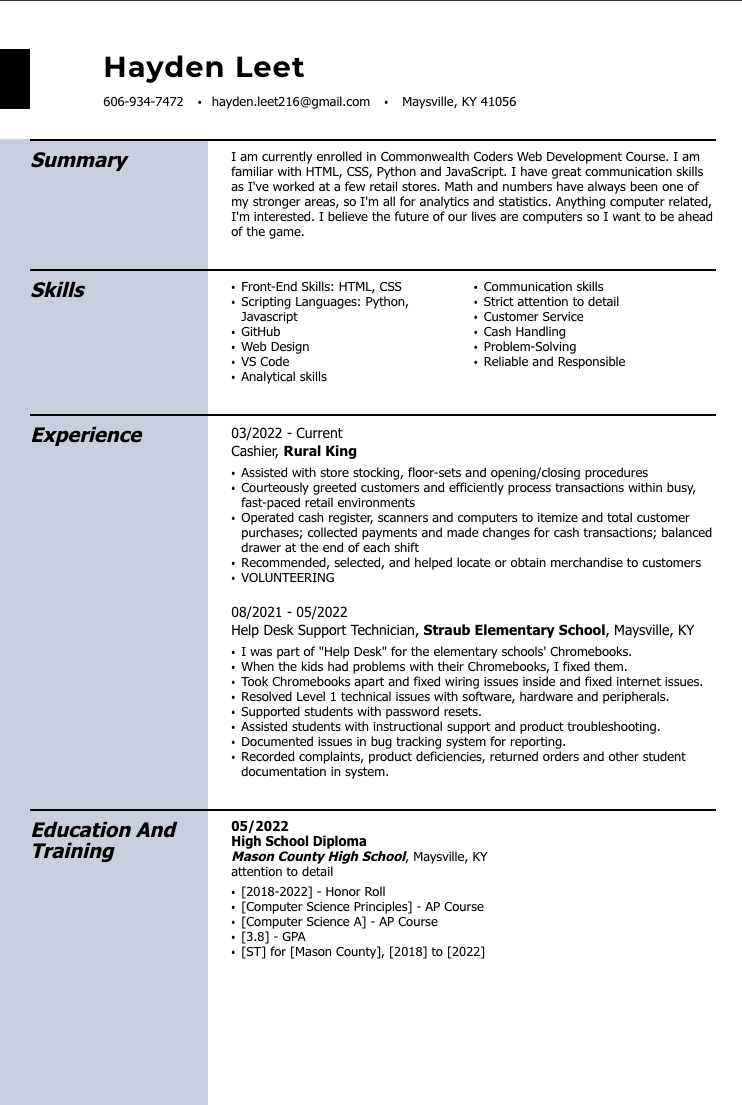 Hayden Leet
606-934-7472 • hayden.leet216@gmail.com • Maysville, KY 41056
Summary
I am currently enrolled in Commonwealth Coders Web Development Course. I am
familiar with HTML, CSS, Python and JavaScript. I have great communication skills
as I've worked at a few retail stores. Math and numbers have always been one of
my stronger areas, so I'm all for analytics and statistics. Anything computer related,
I'm interested. I believe the future of our lives are computers so I want to be ahead
of the game.
Skills
• Front-End Skills: HTML, CSS
• Scripting Languages: Python,
Javascript
• GitHub
• Web Design
• VS Code
• Analytical skills
• Communication skills
• Strict attention to detail
• Customer Service
• Cash Handling
• Problem-Solving
• Reliable and Responsible
Experience
03/2022 - Current
Cashier, Rural King
• Assisted with store stocking, floor-sets and opening/closing procedures
• Courteously greeted customers and efficiently process transactions within busy,
fast-paced retail environments
• Operated cash register, scanners and computers to itemize and total customer
purchases; collected payments and made changes for cash transactions; balanced
drawer at the end of each shift
• Recommended, selected, and helped locate or obtain merchandise to customers
• VOLUNTEERING
08/2021 - 05/2022
Help Desk Support Technician, Straub Elementary School, Maysville, KY
• I was part of "Help Desk" for the elementary schools' Chromebooks.
• When the kids had problems with their Chromebooks, I fixed them.
• Took Chromebooks apart and fixed wiring issues inside and fixed internet issues.
• Resolved Level 1 technical issues with software, hardware and peripherals.
• Supported students with password resets.
• Assisted students with instructional support and product troubleshooting.
• Documented issues in bug tracking system for reporting.
• Recorded complaints, product deficiencies, returned orders and other student
documentation in system.
Education And
Training
05/2022
High School Diploma
Mason County High School, Maysville, KY
attention to detail
• [2018-2022] - Honor Roll
• [Computer Science Principles] - AP Course
• [Computer Science A] - AP Course
• [3.8] - GPA
• [ST] for [Mason County], [2018] to [2022]